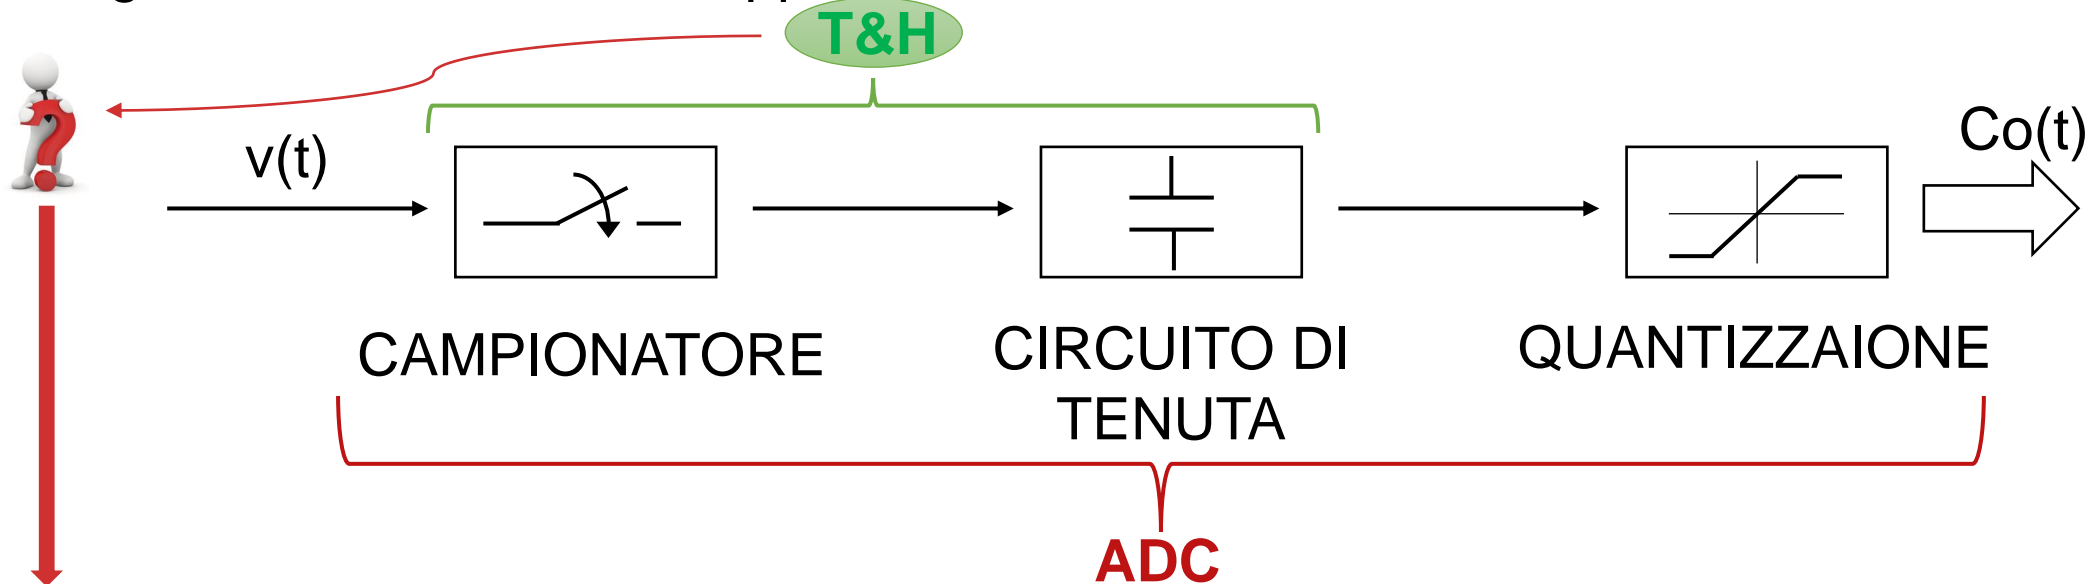 T&H
v(t)
Co(t)
CAMPIONATORE
CIRCUITO DI
TENUTA
QUANTIZZAIONE
ADC